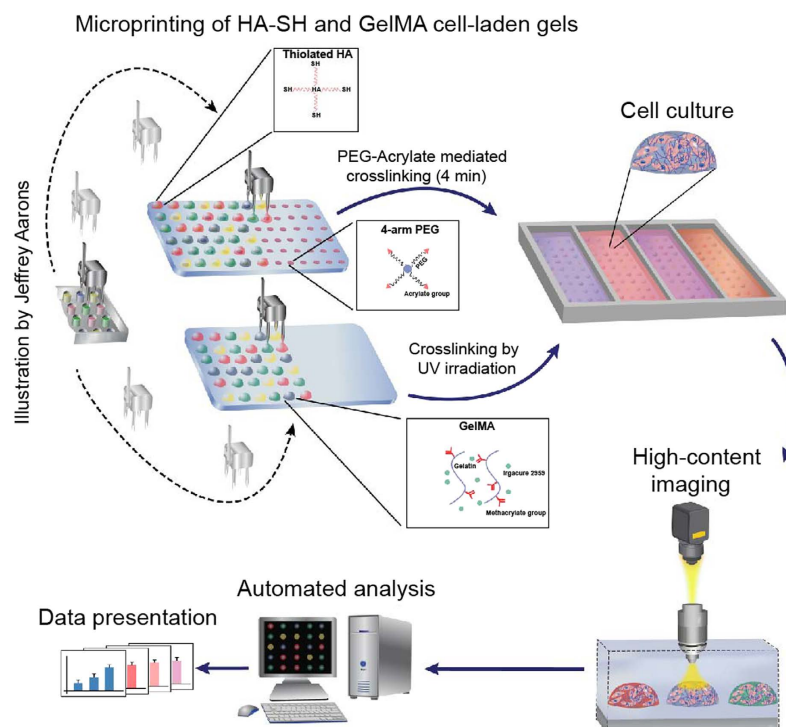 Microprinting of HA-SH and GelMA cell-laden gels
Thiolated HA
SH
SH HA SH
SH
Cell culture
PEG-Acrylate mediated
crosslinking (4 min)
4-arm PEG
PEG
Acrylate group
Illustration by Jeffrey Aarons
Crosslinking by
UV irradiation
GelMA
Gelatin
Irgacure 2959
Methacrylate group
High-content
imaging
Automated analysis
Data presentation